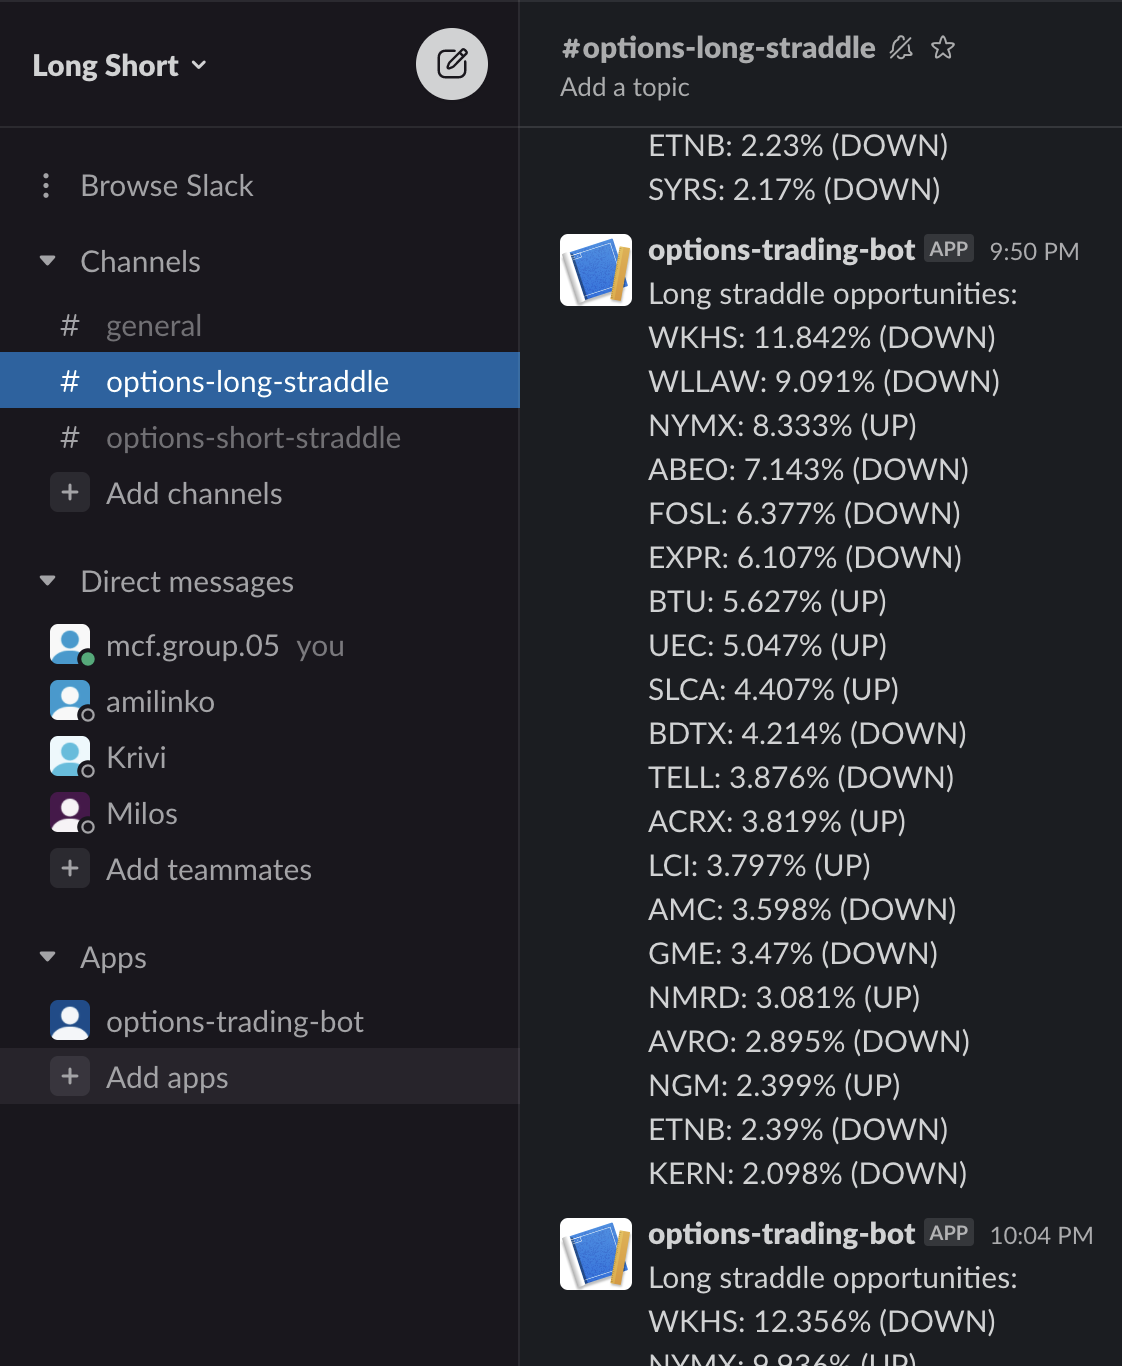 Long Short
Browse Slack
Channels
# general
# options-long-straddle
# options-short-straddle
+ Add channels
Direct messages
mcf.group.05 you
amilinko
Krivi
Milos
+ Add teammates
Apps
options-trading-bot
+ Add apps
#options-long-straddle
Add a topic
ETNB: 2.23% (DOWN)
SYRS: 2.17% (DOWN)
options-trading-bot APP 9:50 PM
Long straddle opportunities:
WKHS: 11.842% (DOWN)
WLLAW: 9.091% (DOWN)
NYMX: 8.333% (UP)
ABEO: 7.143% (DOWN)
FOSL: 6.377% (DOWN)
EXPR: 6.107% (DOWN)
BTU: 5.627% (UP)
UEC: 5.047% (UP)
SLCA: 4.407% (UP)
BDTX: 4.214% (DOWN)
TELL: 3.876% (DOWN)
ACRX: 3.819% (UP)
LCI: 3.797% (UP)
AMC: 3.598% (DOWN)
GME: 3.47% (DOWN)
NMRD: 3.081% (UP)
AVRO: 2.895% (DOWN)
NGM: 2.399% (UP)
ETNB: 2.39% (DOWN)
KERN: 2.098% (DOWN)
options-trading-bot APP 10:04 PM
Long straddle opportunities:
WKHS: 12.356% (DOWN)
NYMX: 9.936% (UP)